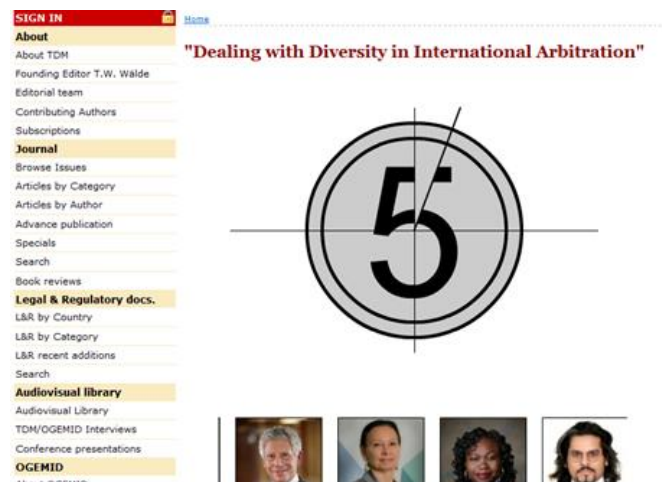 SIGN IN
Home
About
About TDM
Founding Editor T.W. Wälde
Editorial team
Contributing Authors
Subscriptions
Journal
Browse Issues
Articles by Category
Articles by Author
Advance publication
Specials
Search
Book reviews
Legal & Regulatory docs.
L&R by Country
L&R by Category
L&R recent additions
Search
Audiovisual library
Audiovisual Library
TDM/OGEMID Interviews
Conference presentations
OGEMID
About OGEMID
"Dealing with Diversity in International Arbitration"
5